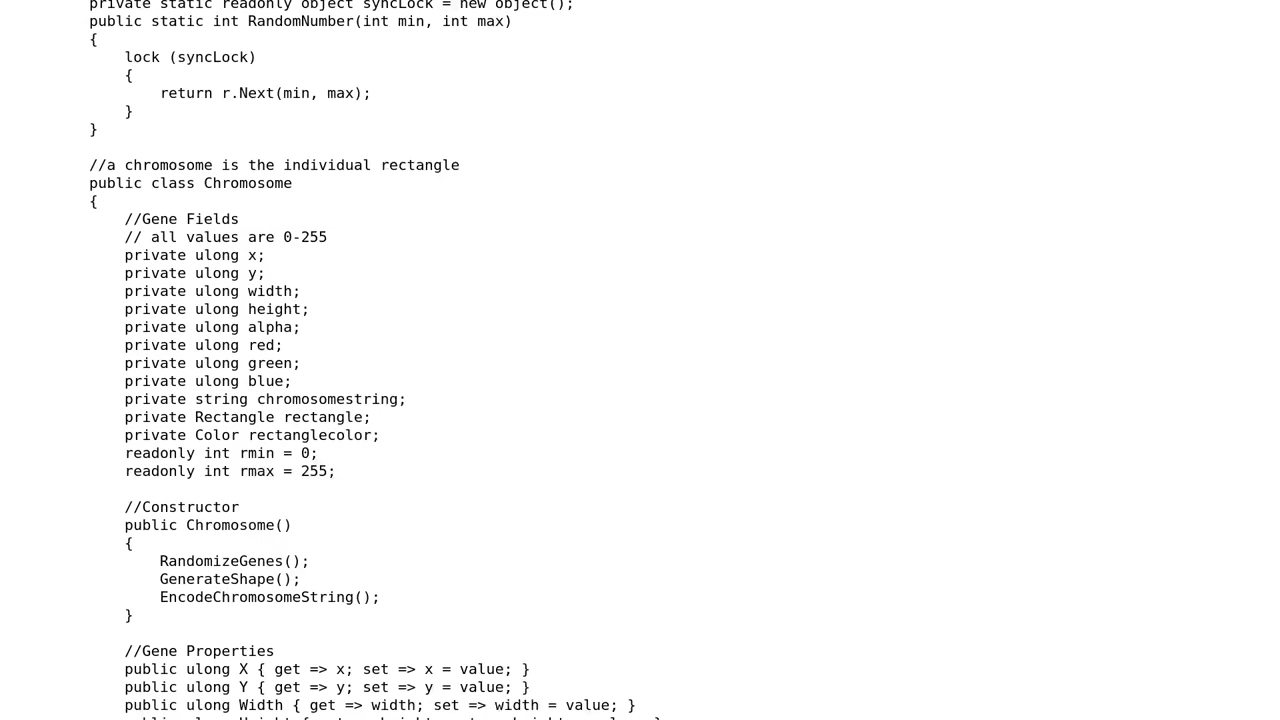 private static readonly object syncLock = new object();
public static int RandomNumber(int min, int max)
{
lock (syncLock)
{
return r.Next(min, max);
}
}
//a chromosome is the individual rectangle
public class Chromosome
{
//Gene Fields
// all values are 0-255
private ulong x;
private ulong y;
private ulong width;
private ulong height;
private ulong alpha;
private ulong red;
private ulong green;
private ulong blue;
private string chromosomestring;
private Rectangle rectangle;
private Color rectanglecolor;
readonly int rmin = 0;
readonly int rmax = 255;
//Constructor
public Chromosome()
{
RandomizeGenes();
GenerateShape();
EncodeChromosomeString();
}
//Gene Properties
public ulong X { get => x; set => x = value; }
public ulong Y { get => y; set => y = value; }
public ulong Width { get => width; set => width = value; }